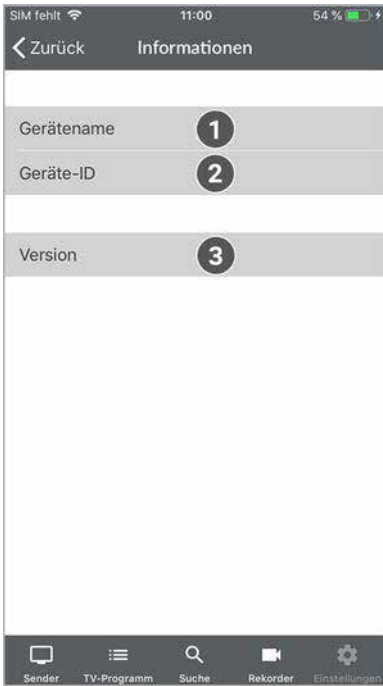 SIM fehlt 11:00 54 %
Zurück Informationen
Gerätename 1
Geräte-ID 2
Version 3
Sender TV-Programm Suche Rekorder Einstellungen